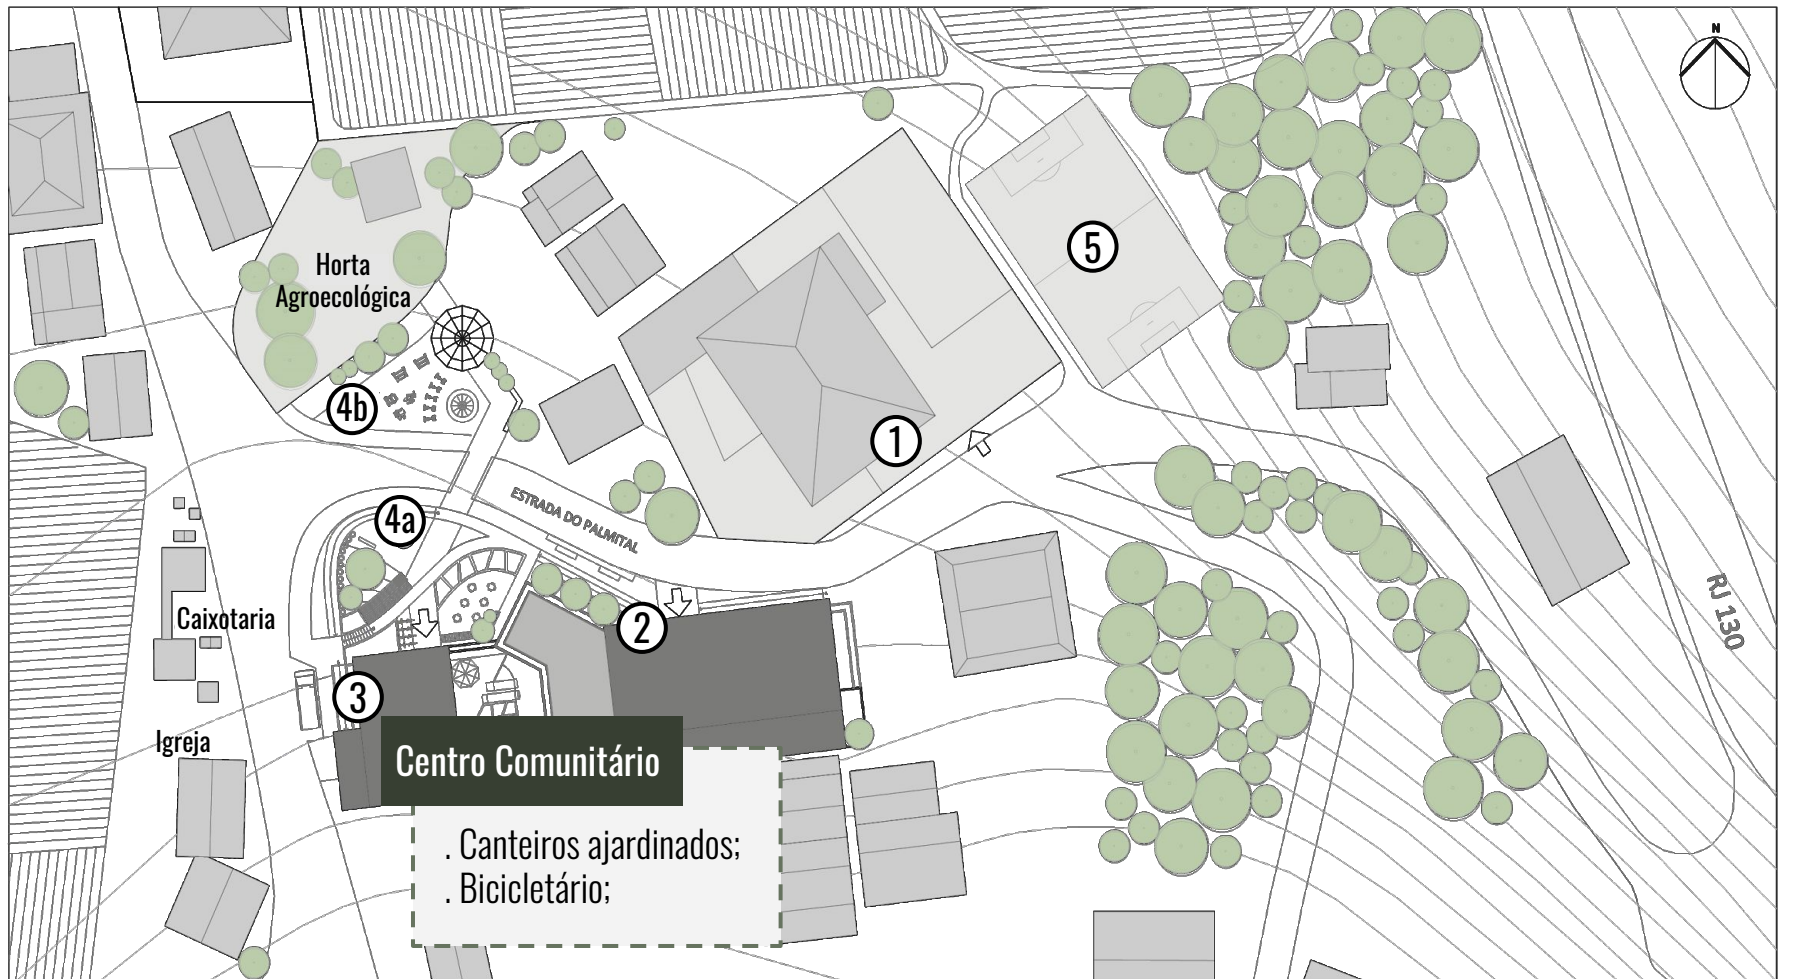 N
5
Horta
Agroecológica
4b
1
ESTRADA DO PALMITAL
4a
Caixotaria
2
RJ 130
3
Igreja
Centro Comunitário
. Canteiros ajardinados;
. Bicicletário;